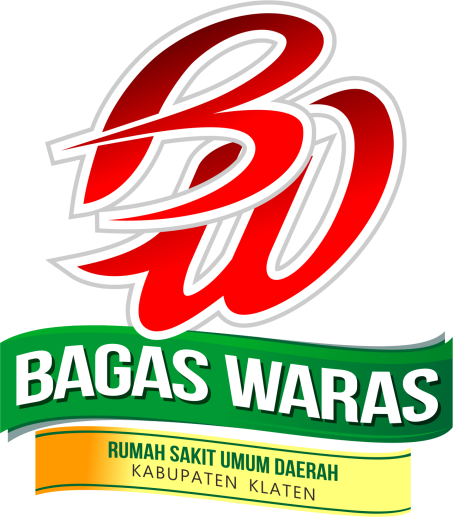 BW
BAGAS WARAS
RUMAH SAKIT UMUM DAERAH
KABUPATEN KLATEN